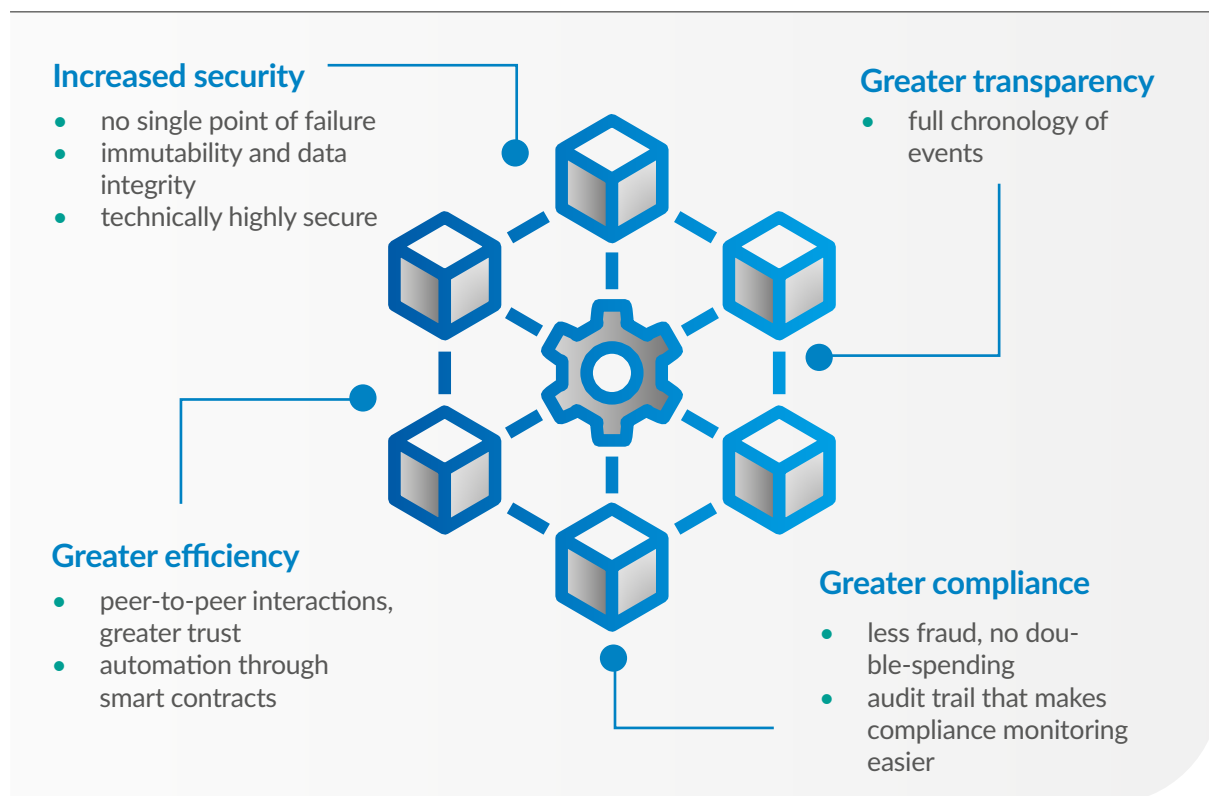 Increased security
• no single point of failure
• immutability and data
integrity
• technically highly secure
Greater transparency
• full chronology of
events
Greater efficiency
• peer-to-peer interactions,
greater trust
• automation through
smart contracts
Greater compliance
• less fraud, no dou-
ble-spending
• audit trail that makes
compliance monitoring
easier